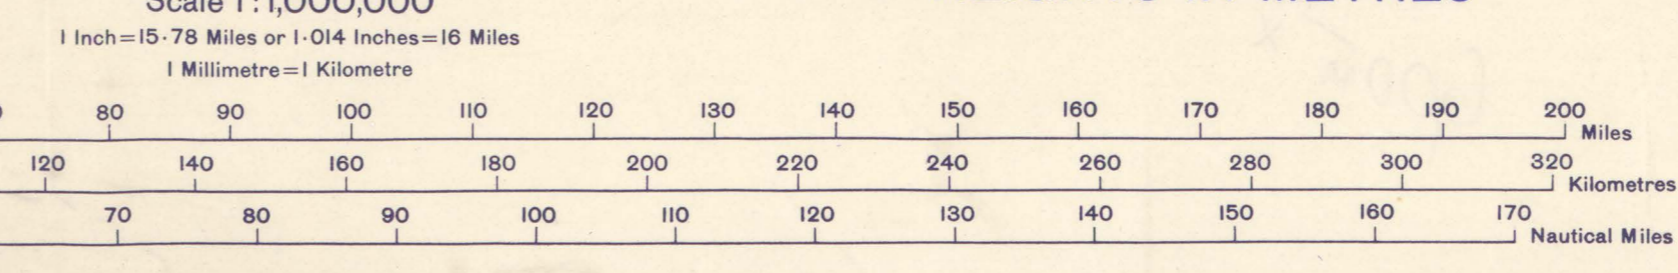 Scale 1:1,000,000
1 Inch=15·78 Miles or 1·014 Inches=16 Miles
1 Millimetre=1 Kilometre
80 90 100 110 120 130 140 150 160 170 180 190 200 Miles
120 140 160 180 200 220 240 260 280 300 320 Kilometres
70 80 90 100 110 120 130 140 150 160 170 Nautical Miles